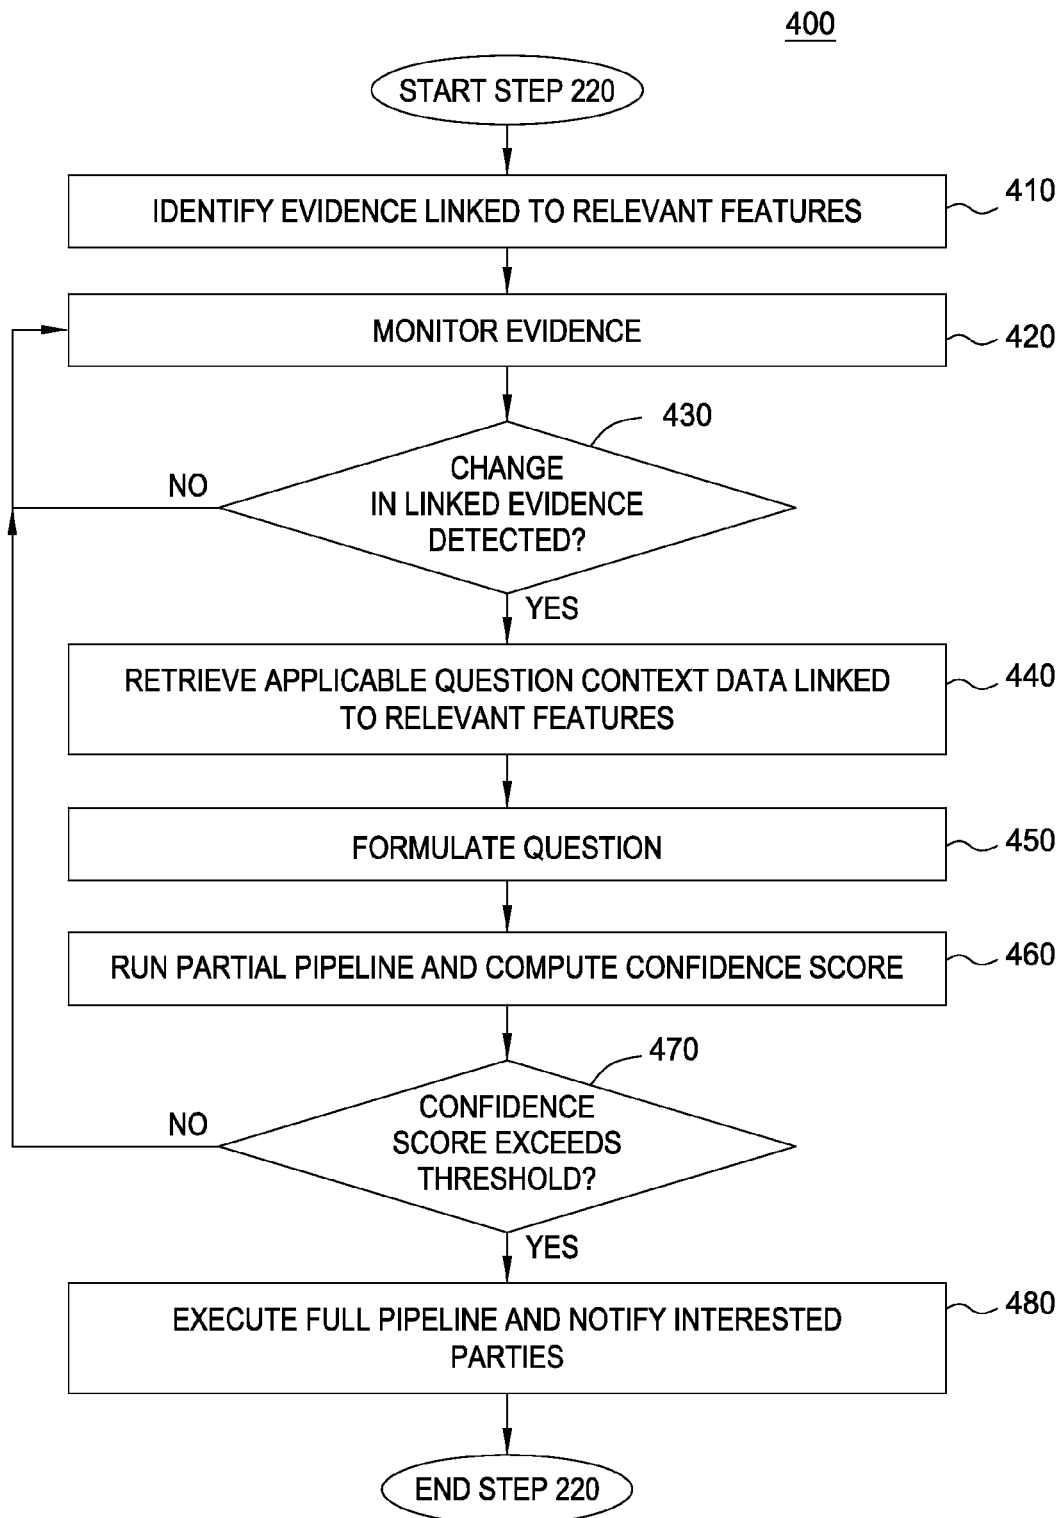 400
START STEP 220
IDENTIFY EVIDENCE LINKED TO RELEVANT FEATURES
410
MONITOR EVIDENCE
420
430
CHANGE
IN LINKED EVIDENCE
DETECTED?
NO
YES
RETRIEVE APPLICABLE QUESTION CONTEXT DATA LINKED
TO RELEVANT FEATURES
440
FORMULATE QUESTION
450
RUN PARTIAL PIPELINE AND COMPUTE CONFIDENCE SCORE
460
470
CONFIDENCE
SCORE EXCEEDS
THRESHOLD?
NO
YES
EXECUTE FULL PIPELINE AND NOTIFY INTERESTED
PARTIES
480
END STEP 220